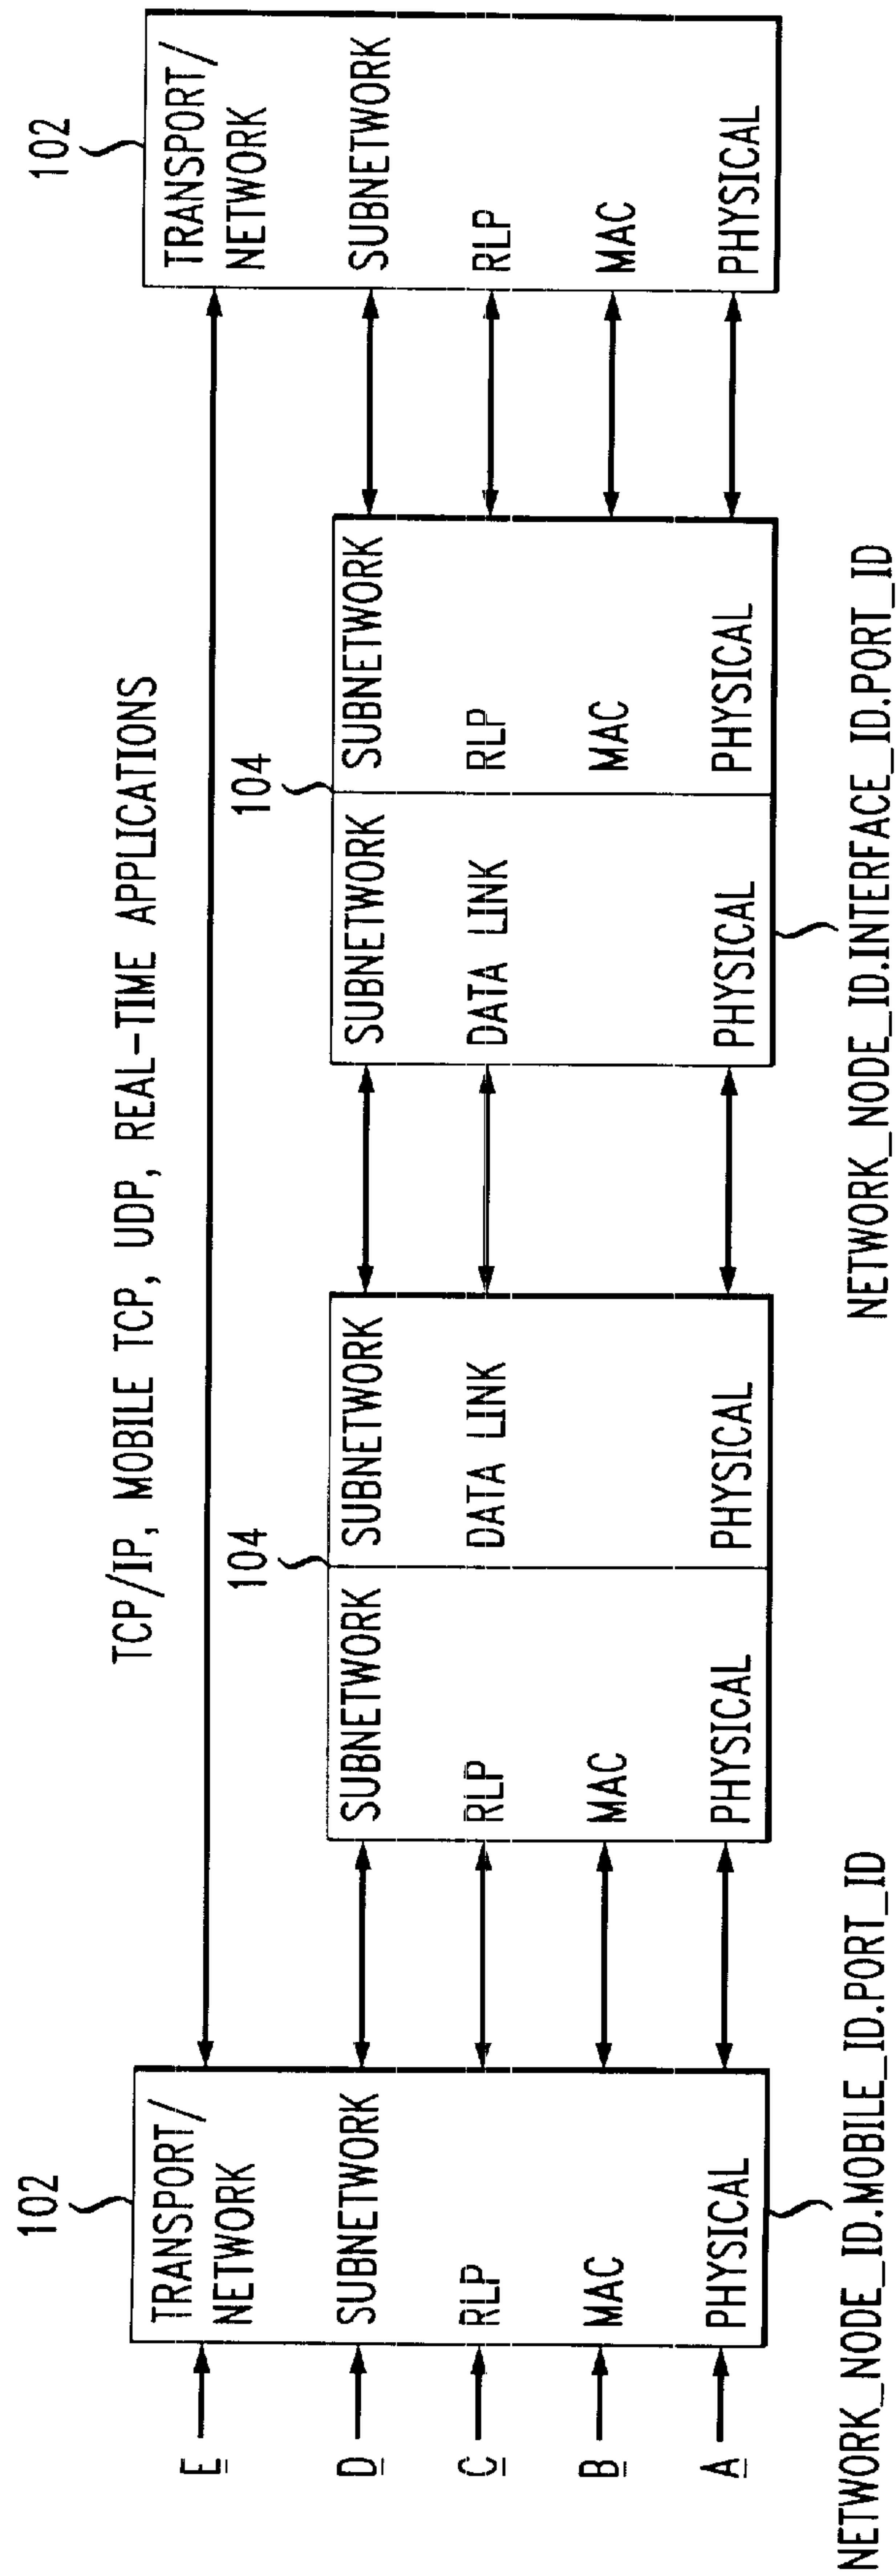 TCP/IP, MOBILE TCP, UDP, REAL-TIME APPLICATIONS
102
TRANSPORT/
NETWORK
SUBNETWORK
RLP
MAC
PHYSICAL
E
D
C
B
A
NETWORK_NODE_ID.MOBILE_ID.PORT_ID
104
SUBNETWORK
RLP
MAC
PHYSICAL
SUBNETWORK
DATA LINK
PHYSICAL
104
SUBNETWORK
DATA LINK
PHYSICAL
SUBNETWORK
RLP
MAC
PHYSICAL
NETWORK_NODE_ID.INTERFACE_ID.PORT_ID
102
TRANSPORT/
NETWORK
SUBNETWORK
RLP
MAC
PHYSICAL